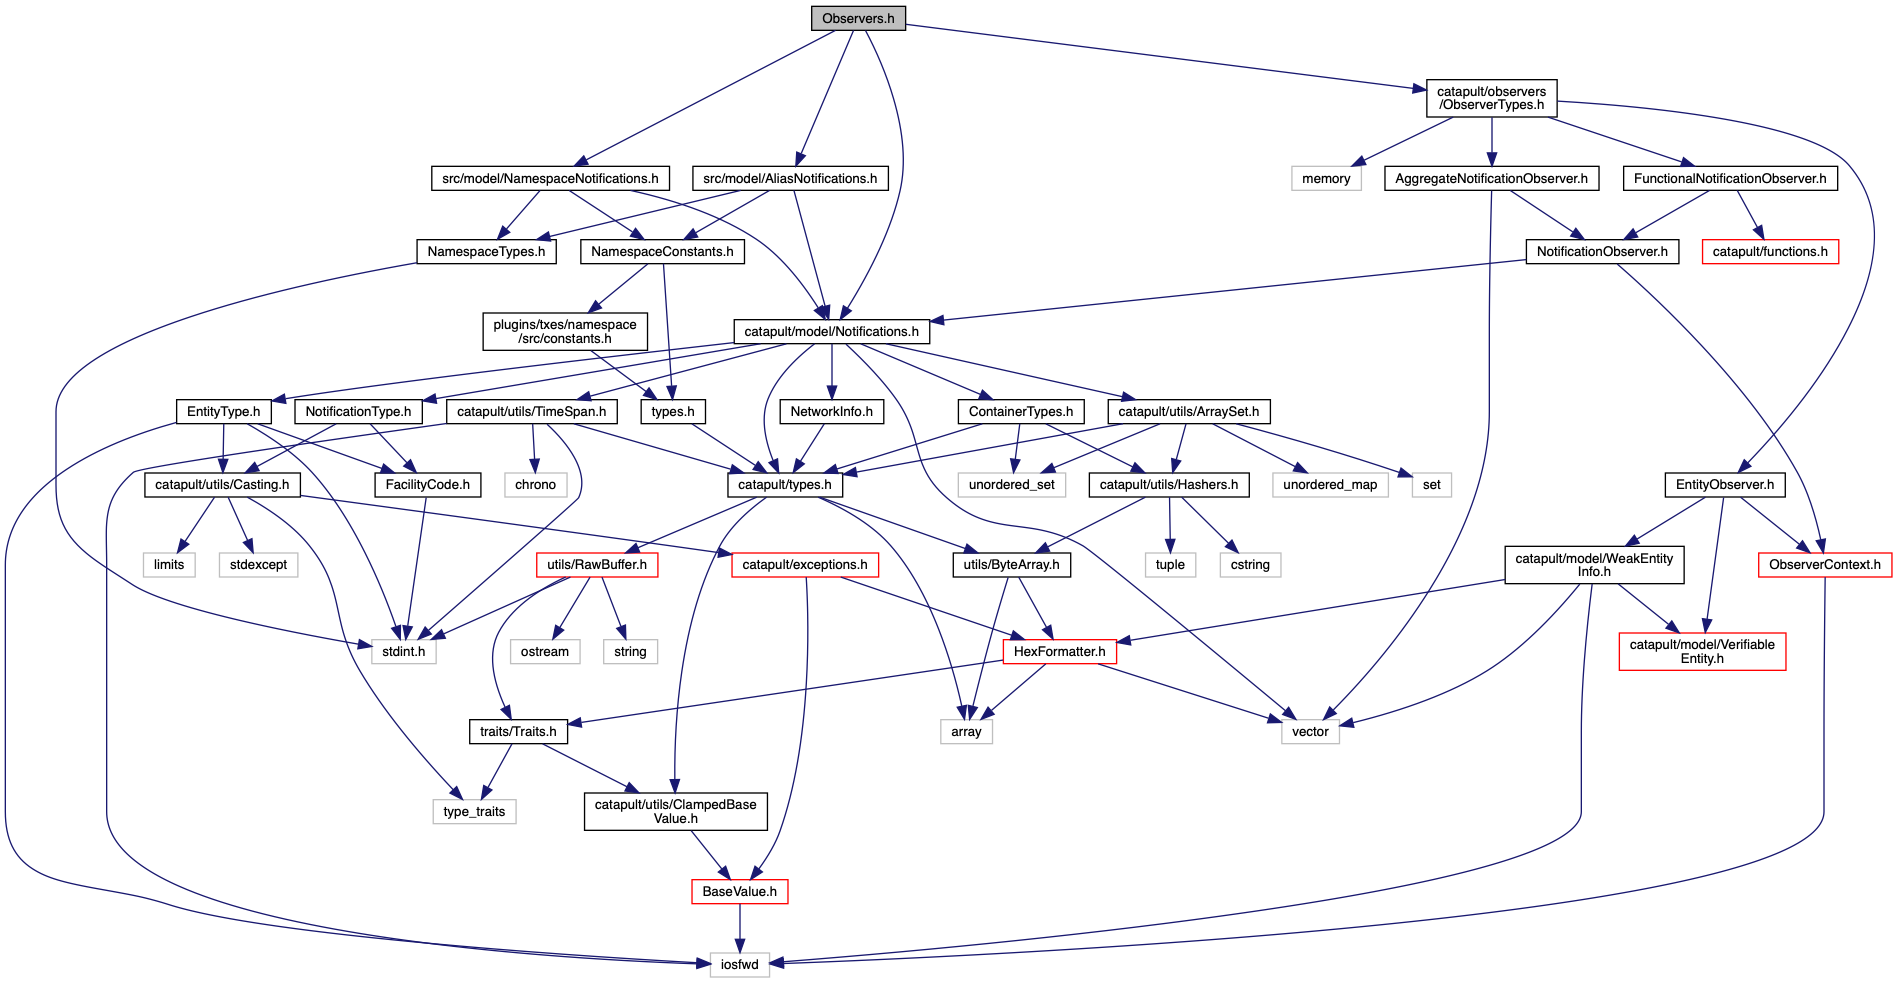 Observers.h
catapult/observers
/ObserverTypes.h
src/model/NamespaceNotifications.h
src/model/AliasNotifications.h
memory
AggregateNotificationObserver.h
FunctionalNotificationObserver.h
NamespaceTypes.h
NamespaceConstants.h
NotificationObserver.h
catapult/functions.h
plugins/txes/namespace
/src/constants.h
catapult/model/Notifications.h
EntityType.h
NotificationType.h
catapult/utils/TimeSpan.h
types.h
NetworkInfo.h
ContainerTypes.h
catapult/utils/ArraySet.h
catapult/utils/Casting.h
FacilityCode.h
chrono
catapult/types.h
unordered_set
catapult/utils/Hashers.h
unordered_map
set
EntityObserver.h
limits
stdexcept
utils/RawBuffer.h
catapult/exceptions.h
utils/ByteArray.h
tuple
cstring
catapult/model/WeakEntity
Info.h
ObserverContext.h
stdint.h
ostream
string
HexFormatter.h
catapult/model/Verifiable
Entity.h
traits/Traits.h
array
vector
type_traits
catapult/utils/ClampedBase
Value.h
BaseValue.h
iosfwd